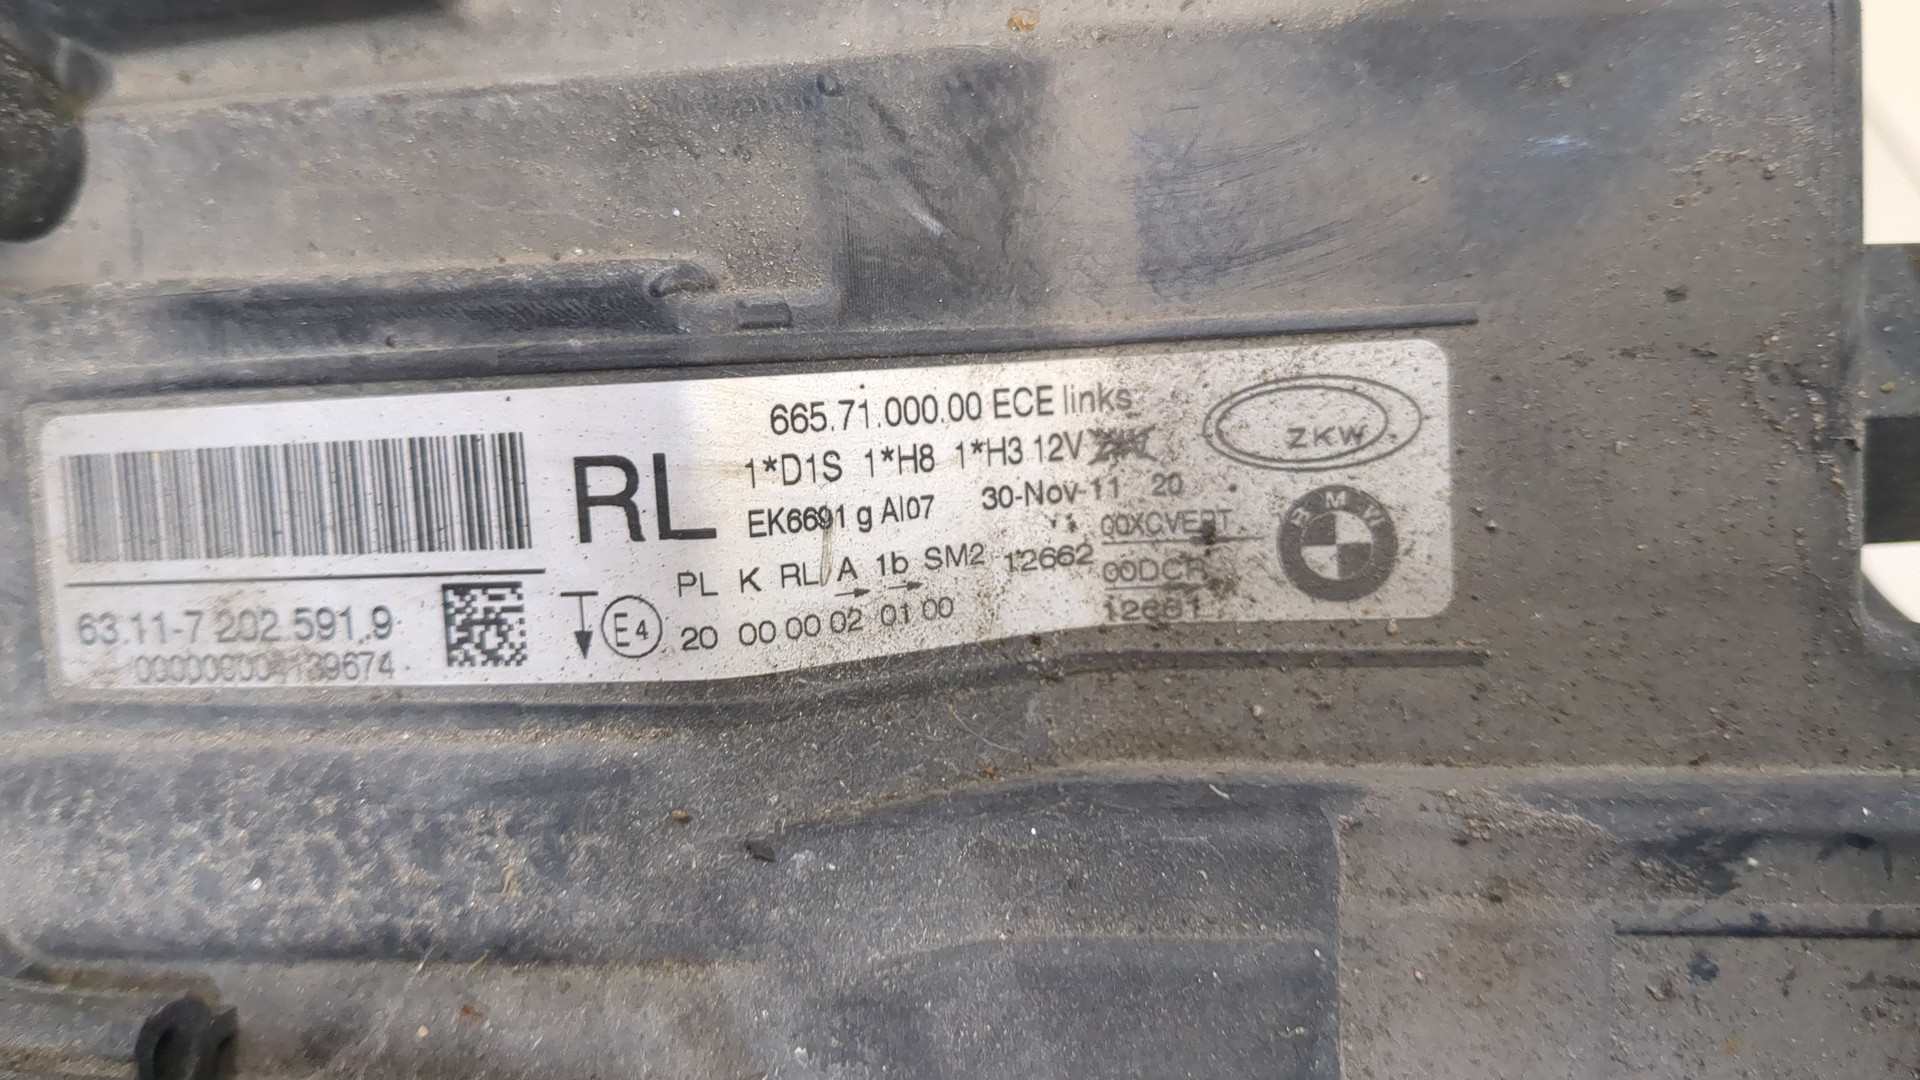 665.71.000.00 ECE links
ZKW
1*D1S 1*H8 1*H3 12V
RL
EK6691 g AI07 30-Nov-11 20
BMW
00XCVERT
PL K RL A 1b SM2 12662
00DCR
63.11-7 202 591.9
E4
20 00 00 02 01 00
12661
139674